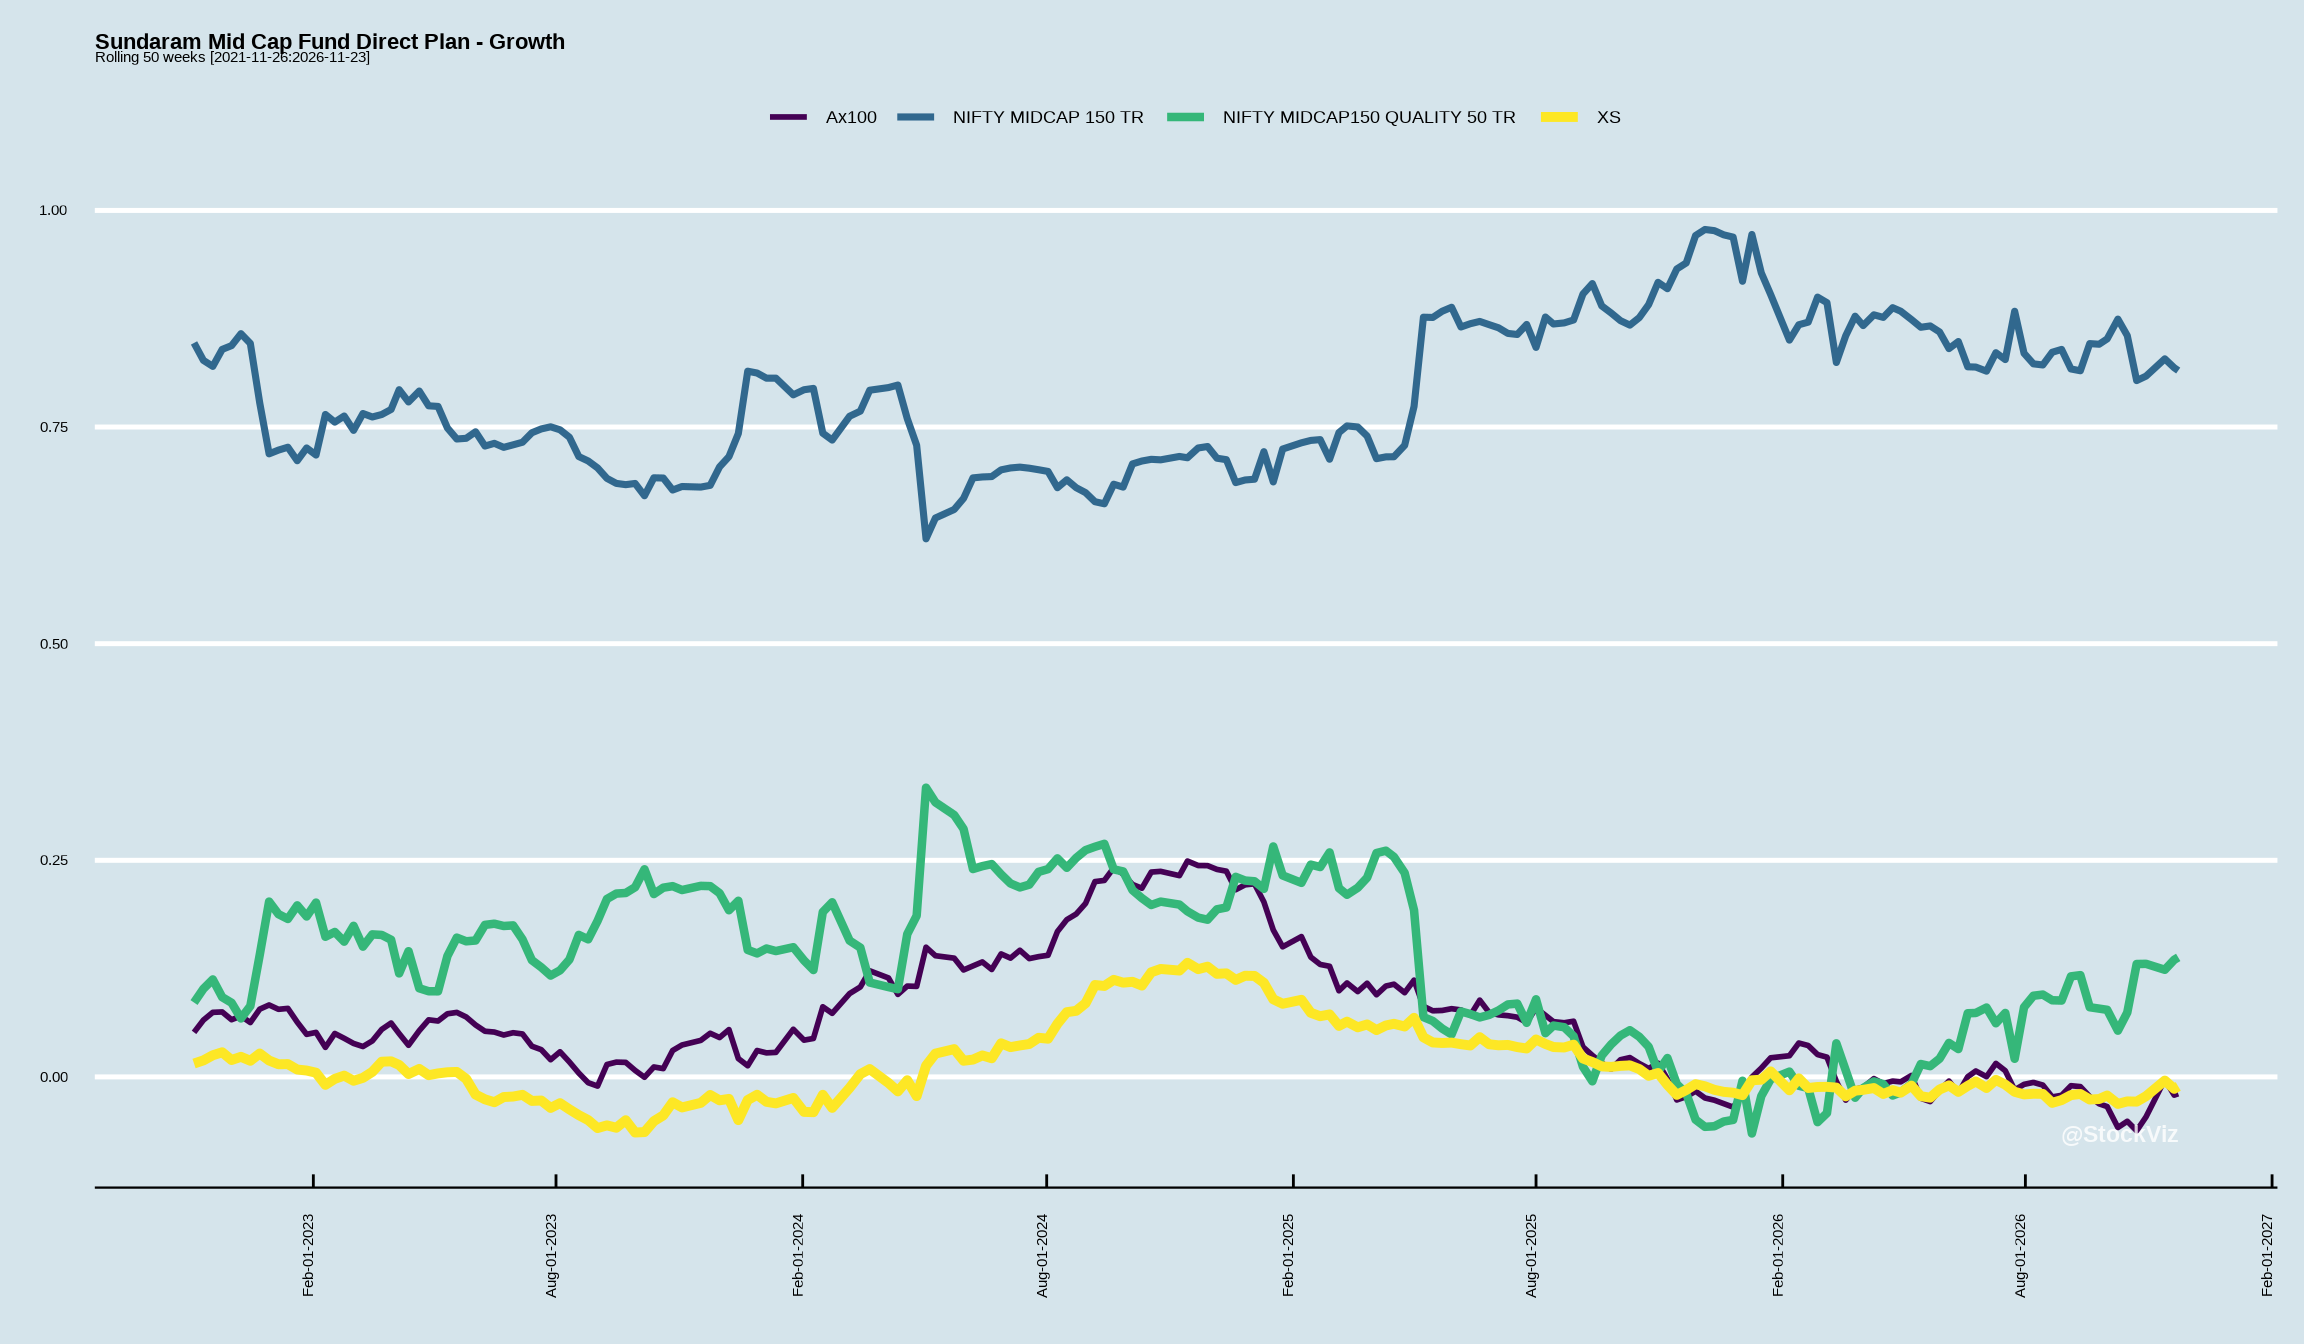 Sundaram Mid Cap Fund Direct Plan - Growth
Rolling 50 weeks [2021-11-26:2026-11-23]
Ax100 NIFTY MIDCAP 150 TR NIFTY MIDCAP150 QUALITY 50 TR XS
1.00
0.75
0.50
0.25
0.00
@StockViz
Feb-01-2023 Aug-01-2023 Feb-01-2024 Aug-01-2024 Feb-01-2025 Aug-01-2025 Feb-01-2026 Aug-01-2026 Feb-01-2027